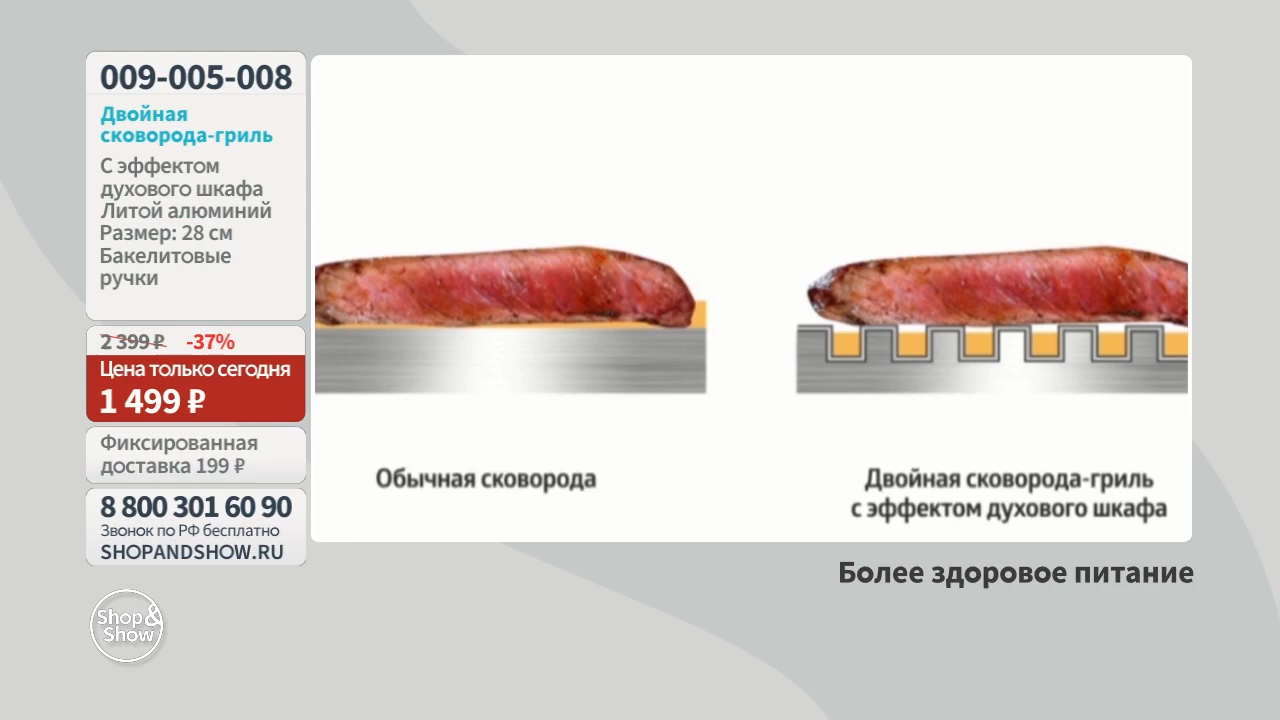 009-005-008
Двойная
сковорода-гриль
С эффектом
духового шкафа
Литой алюминий
Размер: 28 см
Бакелитовые
ручки
2 399 ₽ -37%
Цена только сегодня
1 499 ₽
Фиксированная
доставка 199 ₽
8 800 301 60 90
Звонок по РФ бесплатно
SHOPANDSHOW.RU
Shop&
Show
Обычная сковорода
Двойная сковорода-гриль
с эффектом духового шкафа
Более здоровое питание